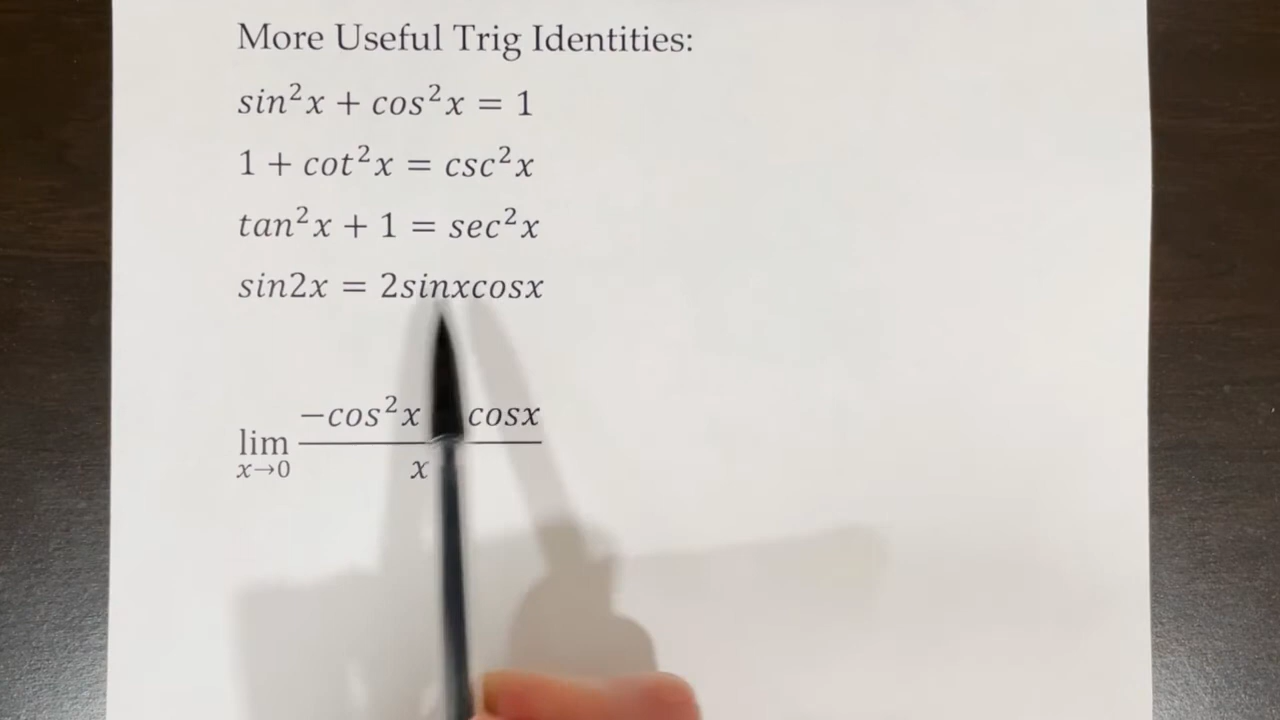 More Useful Trig Identities:
sin²x + cos²x = 1
1 + cot²x = csc²x
tan²x + 1 = sec²x
sin2x = 2sinxcosx
−cos²x cosx
lim
x→0
x